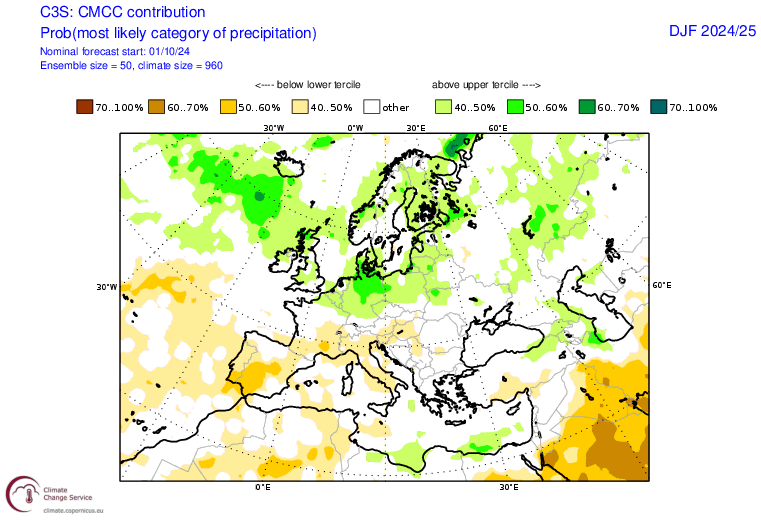 C3S: CMCC contribution
Prob(most likely category of precipitation)
DJF 2024/25
Nominal forecast start: 01/10/24
Ensemble size = 50, climate size = 960
<---- below lower tercile above upper tercile ---->
70..100% 60..70% 50..60% 40..50% other 40..50% 50..60% 60..70% 70..100%
30°W 0°W 30°E 60°E
30°W 60°E
0°E 30°E
Climate
Change Service
climate.copernicus.eu